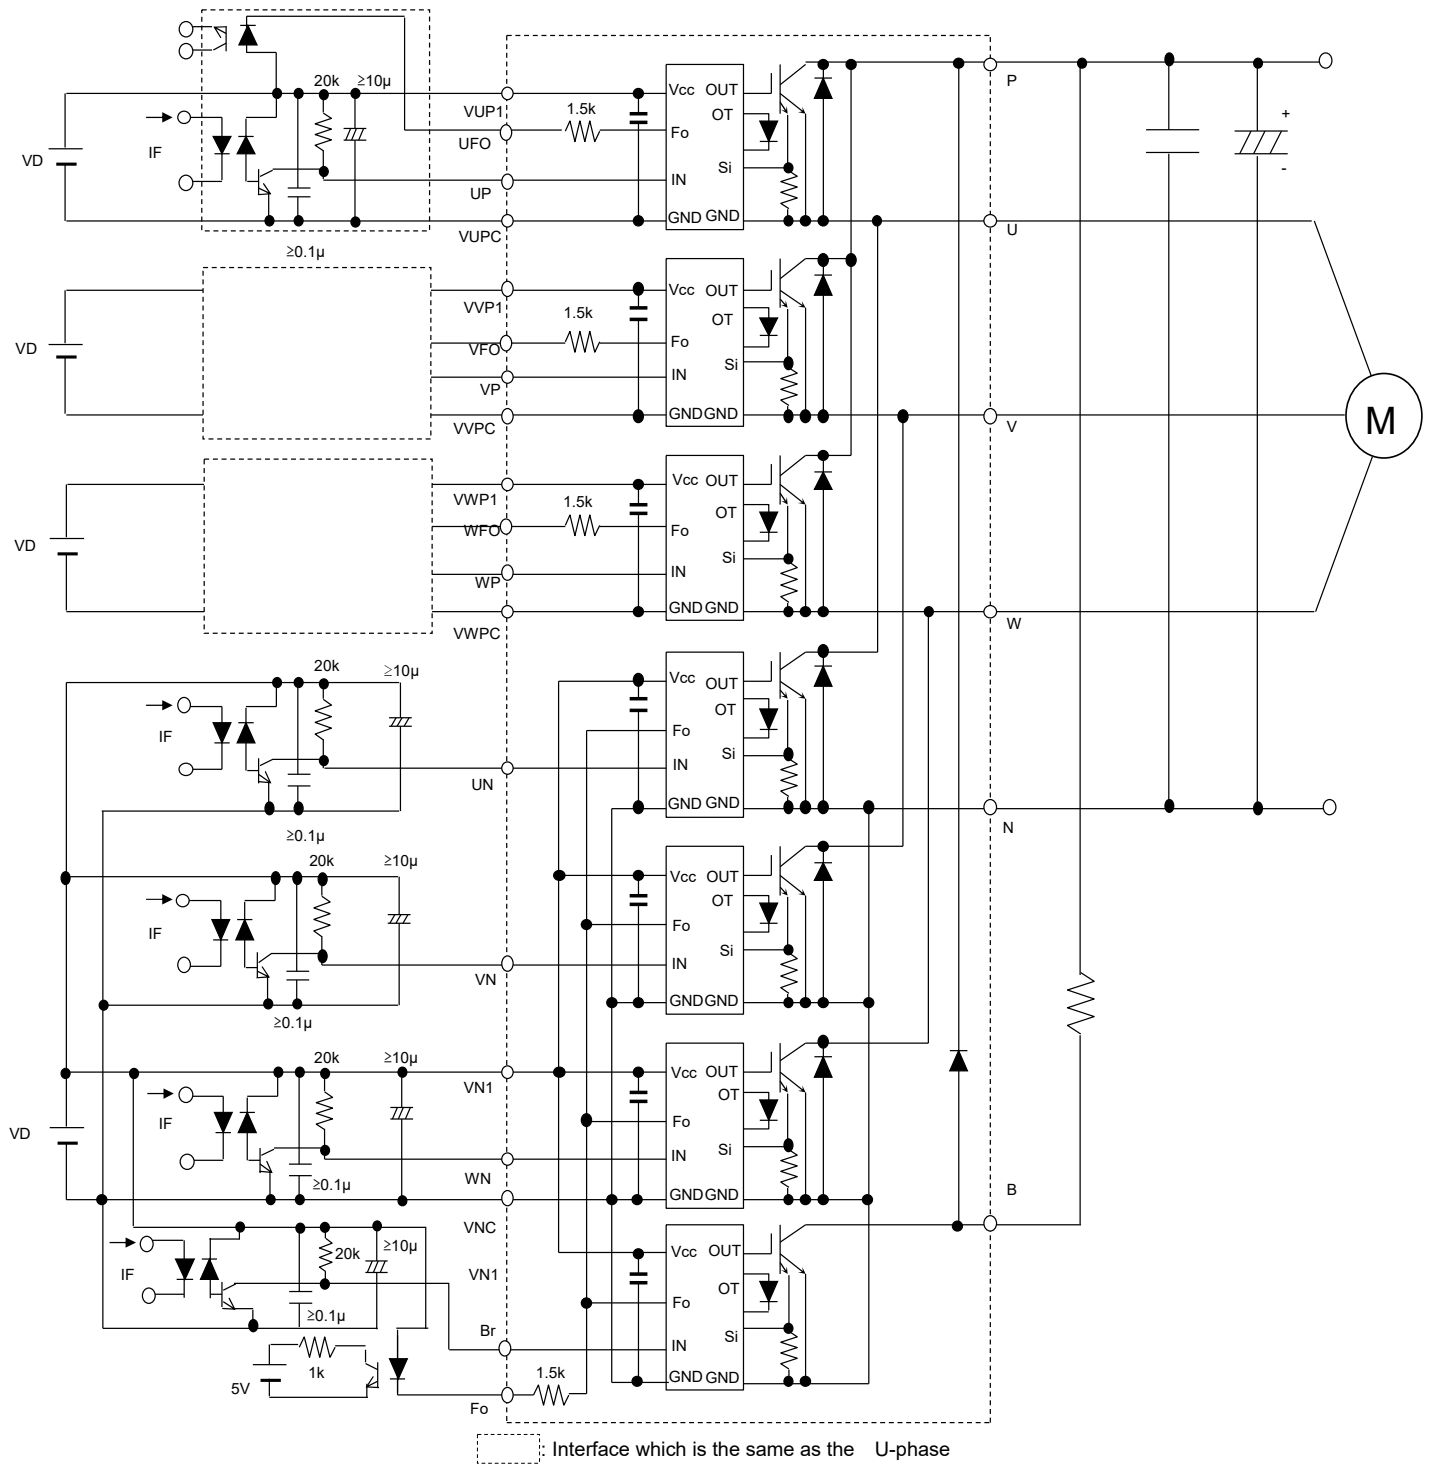 20k
≥10μ
P
VUP1
1.5k
Vcc
OUT
OT
+
UFO
Fo
IF
VD
Si
-
UP
IN
VUPC
GND
GND
U
≥0.1μ
VVP1
1.5k
Vcc
OUT
OT
VFO
Fo
VD
Si
VP
IN
VVPC
GND
GND
V
M
VWP1
1.5k
Vcc
OUT
OT
WFO
Fo
VD
Si
WP
IN
VWPC
GND
GND
W
20k
≥10μ
Vcc
OUT
OT
IF
Fo
Si
UN
IN
GND
GND
N
≥0.1μ
20k
≥10μ
Vcc
OUT
OT
IF
Fo
Si
VN
IN
GND
GND
≥0.1μ
20k
≥10μ
VN1
Vcc
OUT
OT
IF
Fo
VD
Si
WN
IN
≥0.1μ
GND
GND
B
VNC
20k
≥10μ
VN1
Vcc
OUT
IF
OT
≥0.1μ
Fo
Br
Si
IN
1k
1.5k
5V
GND
GND
Fo
: Interface which is the same as the U-phase